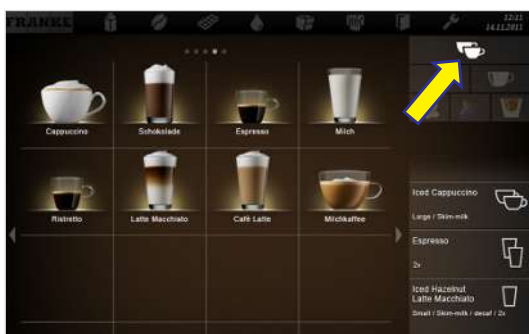 FRANKE
12:11
14.11.2011
Cappuccino
Schokolade
Espresso
Milch
Ristretto
Latte Macchiato
Café Latte
Milchkaffee
Iced Cappuccino
Large / Skim-milk
Espresso
2x
Iced Hazelnut
Latte Macchiato
Small / Skim-milk / decaf / 2x